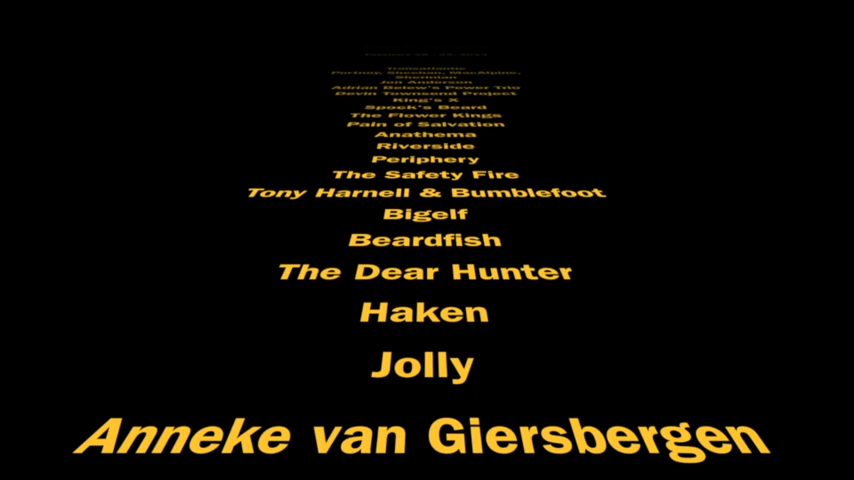 Transatlantic
Portnoy, Sheehan, MacAlpine,
Sherinian
Jon Anderson
Adrian Belew's Power Trio
Devin Townsend Project
King's X
Spock's Beard
The Flower Kings
Pain of Salvation
Anathema
Riverside
Periphery
The Safety Fire
Tony Harnell & Bumblefoot
Bigelf
Beardfish
The Dear Hunter
Haken
Jolly
Anneke van Giersbergen